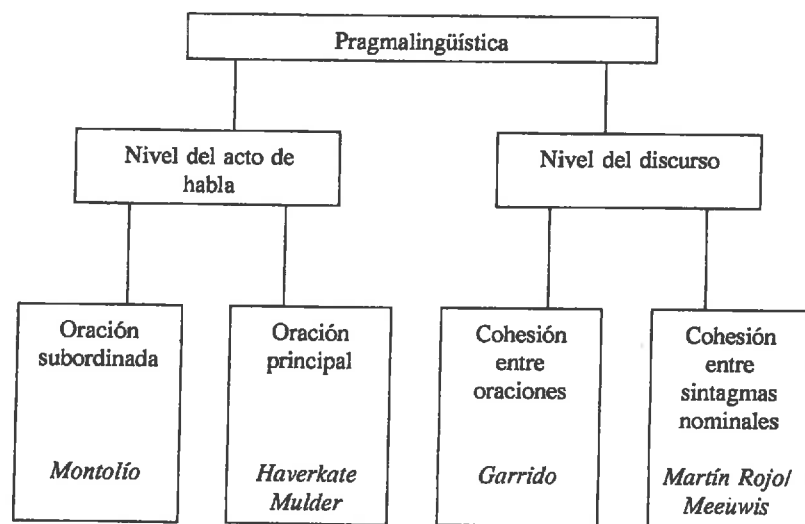 Pragmalingüística
Nivel del acto de
habla
Nivel del discurso
Oración
subordinada
Montolío
Oración
principal
Haverkate
Mulder
Cohesión
entre
oraciones
Garrido
Cohesión
entre
sintagmas
nominales
Martín Rojo/
Meeuwis